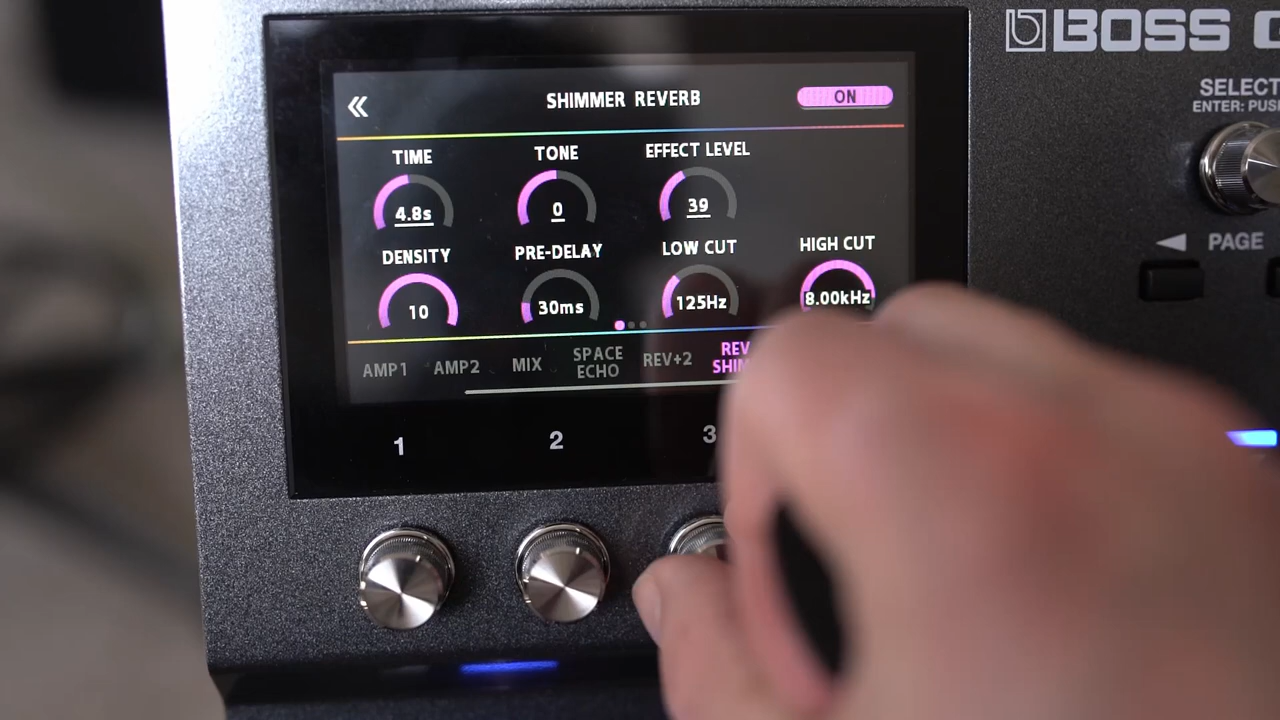 BOSS
SELECT
ENTER: PUS
PAGE
SHIMMER REVERB
ON
TIME
4.8s
TONE
0
EFFECT LEVEL
39
DENSITY
10
PRE-DELAY
30ms
LOW CUT
125Hz
HIGH CUT
8.00kHz
AMP1
AMP2
MIX
SPACE
ECHO
REV+2
REV
SHI
1
2
3